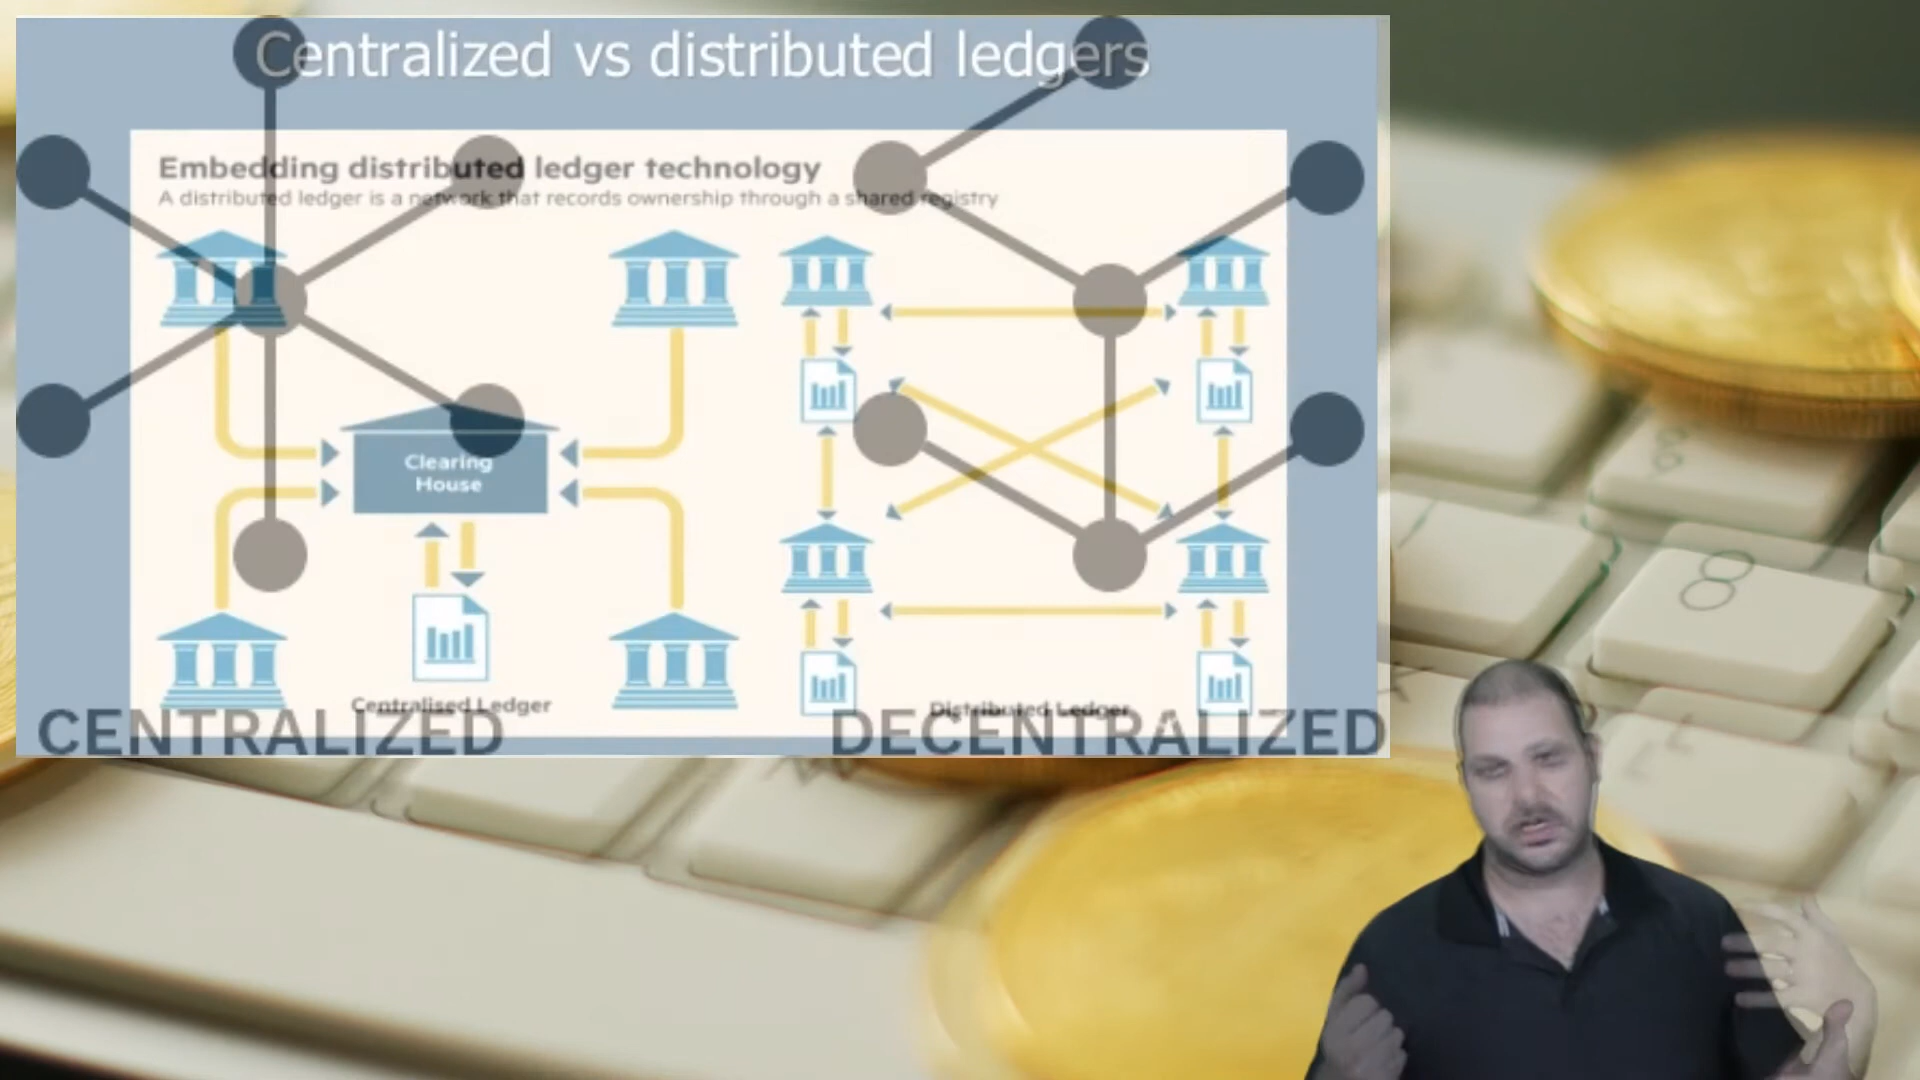 Centralized vs distributed ledgers
Embedding distributed ledger technology
A distributed ledger is a network that records ownership through a shared registry
Clearing
House
Centralised Ledger
Distributed Ledger
CENTRALIZED
DECENTRALIZED
8